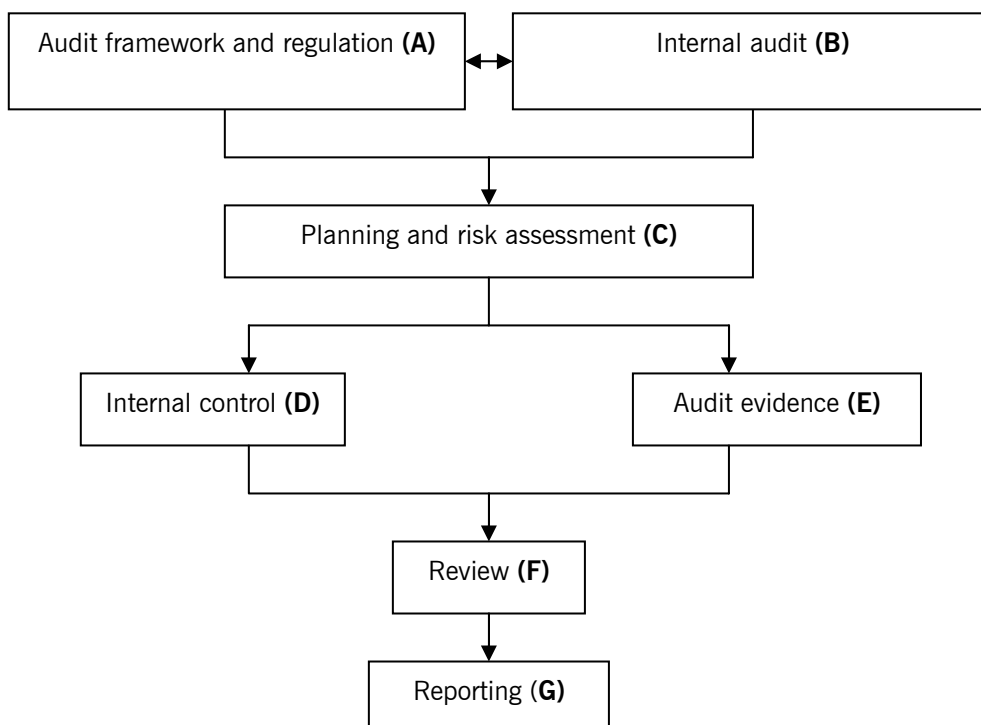 Audit framework and regulation (A)
Internal audit (B)
Planning and risk assessment (C)
Internal control (D)
Audit evidence (E)
Review (F)
Reporting (G)